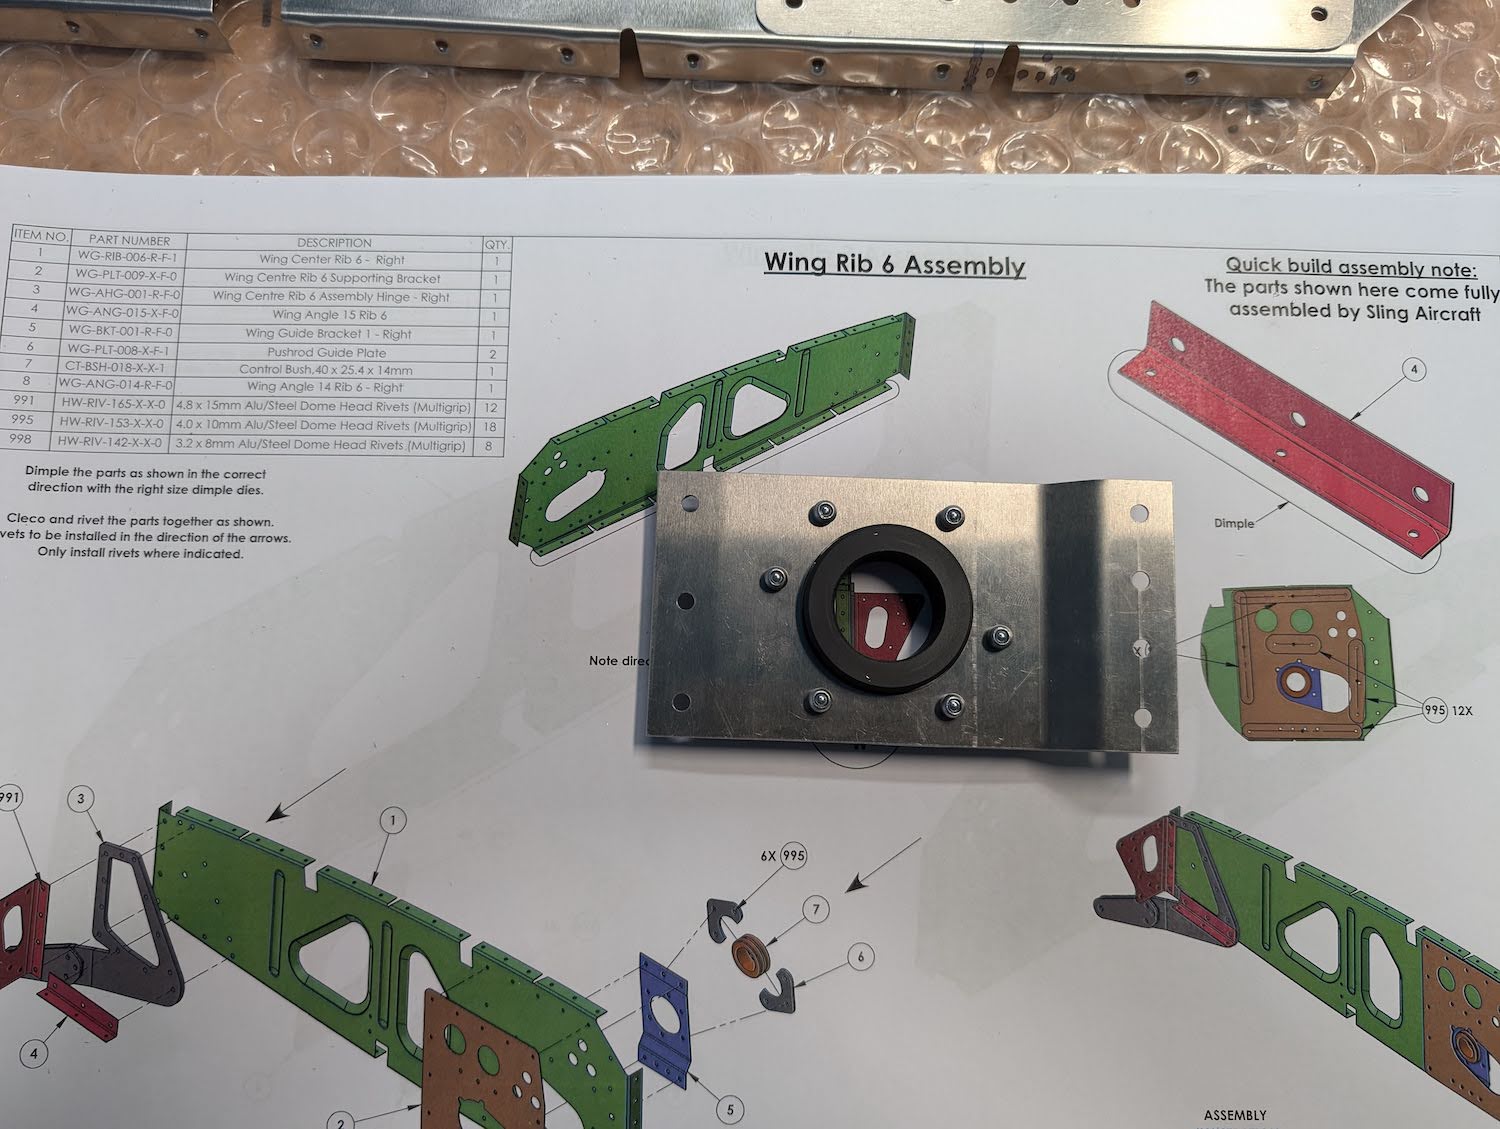 ITEM NO. PART NUMBER DESCRIPTION QTY.
1 WG-RIB-006-R-F-1 Wing Center Rib 6 - Right 1
2 WG-PLT-009-X-F-0 Wing Centre Rib 6 Supporting Bracket 1
3 WG-AHG-001-R-F-0 Wing Centre Rib 6 Assembly Hinge - Right 1
4 WG-ANG-015-X-F-0 Wing Angle 15 Rib 6 1
5 WG-BKT-001-R-F-0 Wing Guide Bracket 1 - Right 1
6 WG-PLT-008-X-F-1 Pushrod Guide Plate 2
7 CT-BSH-018-X-X-1 Control Bush,40 x 25.4 x 14mm 1
8 WG-ANG-014-R-F-0 Wing Angle 14 Rib 6 - Right 1
991 HW-RIV-165-X-X-0 4.8 x 15mm Alu/Steel Dome Head Rivets (Multigrip) 12
995 HW-RIV-153-X-X-0 4.0 x 10mm Alu/Steel Dome Head Rivets (Multigrip) 18
998 HW-RIV-142-X-X-0 3.2 x 8mm Alu/Steel Dome Head Rivets (Multigrip) 8
Dimple the parts as shown in the correct
direction with the right size dimple dies.
Cleco and rivet the parts together as shown.
vets to be installed in the direction of the arrows.
Only install rivets where indicated.
Wing Rib 6 Assembly
Quick build assembly note:
The parts shown here come fully
assembled by Sling Aircraft
4
Dimple
Note direc
X
995 12X
991
3
1
6X 995
7
6
4
2
5
ASSEMBLY